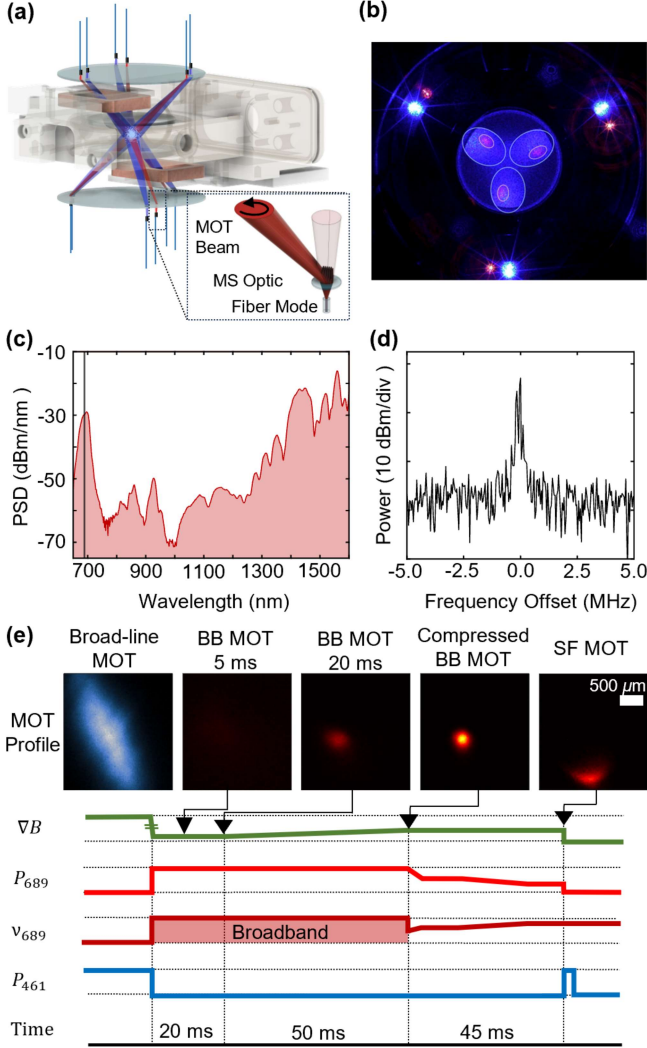 (a)
MOT
Beam
MS Optic
Fiber Mode
(b)
(c)
PSD (dBm/nm)
-10
-30
-50
-70
700 900 1100 1300 1500
Wavelength (nm)
(d)
Power (10 dBm/div)
-5.0 -2.5 0.0 2.5 5.0
Frequency Offset (MHz)
(e)
Broad-line
MOT
BB MOT
5 ms
BB MOT
20 ms
Compressed
BB MOT
SF MOT
MOT
Profile
500 µm
∇B
P₆₈₉
ν₆₈₉
Broadband
P₄₆₁
Time
20 ms 50 ms 45 ms